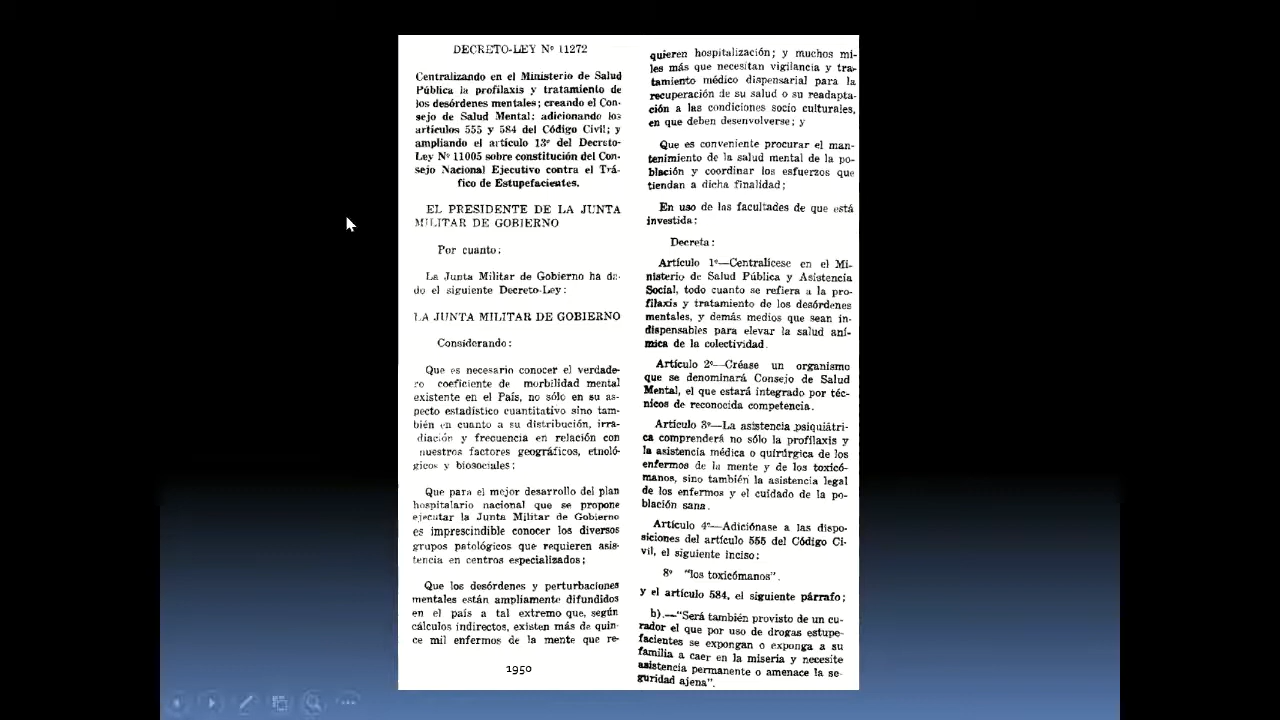 DECRETO-LEY Nº 11272
Centralizando en el Ministerio de Salud
Pública la profilaxis y tratamiento de
los desórdenes mentales; creando el Con-
sejo de Salud Mental; adicionando los
artículos 555 y 584 del Código Civil; y
ampliando el artículo 13º del Decreto-
Ley Nº 11005 sobre constitución del Con-
sejo Nacional Ejecutivo contra el Trá-
fico de Estupefacientes.
EL PRESIDENTE DE LA JUNTA
MILITAR DE GOBIERNO
Por cuanto:
La Junta Militar de Gobierno ha da-
do el siguiente Decreto-Ley:
LA JUNTA MILITAR DE GOBIERNO
Considerando:
Que es necesario conocer el verdade-
ro coeficiente de morbilidad mental
existente en el País, no sólo en su as-
pecto estadístico cuantitativo sino tam-
bién en cuanto a su distribución, irra-
diación y frecuencia en relación con
nuestros factores geográficos, etnoló-
gicos y biosociales;
Que para el mejor desarrollo del plan
hospitalario nacional que se propone
ejecutar la Junta Militar de Gobierno
es imprescindible conocer los diversos
grupos patológicos que requieren asis-
tencia en centros especializados;
Que los desórdenes y perturbaciones
mentales están ampliamente difundidos
en el país a tal extremo que, según
cálculos indirectos, existen más de quin-
ce mil enfermos de la mente que re-
1950
quieren hospitalización; y muchos mi-
les más que necesitan vigilancia y tra-
tamiento médico dispensarial para la
recuperación de su salud o su readapta-
ción a las condiciones socio culturales,
en que deben desenvolverse; y
Que es conveniente procurar el man-
tenimiento de la salud mental de la po-
blación y coordinar los esfuerzos que
tiendan a dicha finalidad;
En uso de las facultades de que está
investida;
Decreta:
Artículo 1º—Centralícese en el Mi-
nisterio de Salud Pública y Asistencia
Social, todo cuanto se refiera a la pro-
filaxis y tratamiento de los desórdenes
mentales, y demás medios que sean in-
dispensables para elevar la salud aní-
mica de la colectividad.
Artículo 2º—Créase un organismo
que se denominará Consejo de Salud
Mental, el que estará integrado por téc-
nicos de reconocida competencia.
Artículo 3º—La asistencia psiquiátri-
ca comprenderá no sólo la profilaxis y
la asistencia médica o quirúrgica de los
enfermos de la mente y de los toxicó-
manos, sino también la asistencia legal
de los enfermos y el cuidado de la po-
blación sana.
Artículo 4º—Adiciónase a las dispo-
siciones del artículo 555 del Código Ci-
vil, el siguiente inciso:
8º "los toxicómanos".
y el artículo 584, el siguiente párrafo;
b).—"Será también provisto de un cu-
rador el que por uso de drogas estupe-
facientes se expongan o exponga a su
familia a caer en la miseria y necesite
asistencia permanente o amenace la se-
guridad ajena".